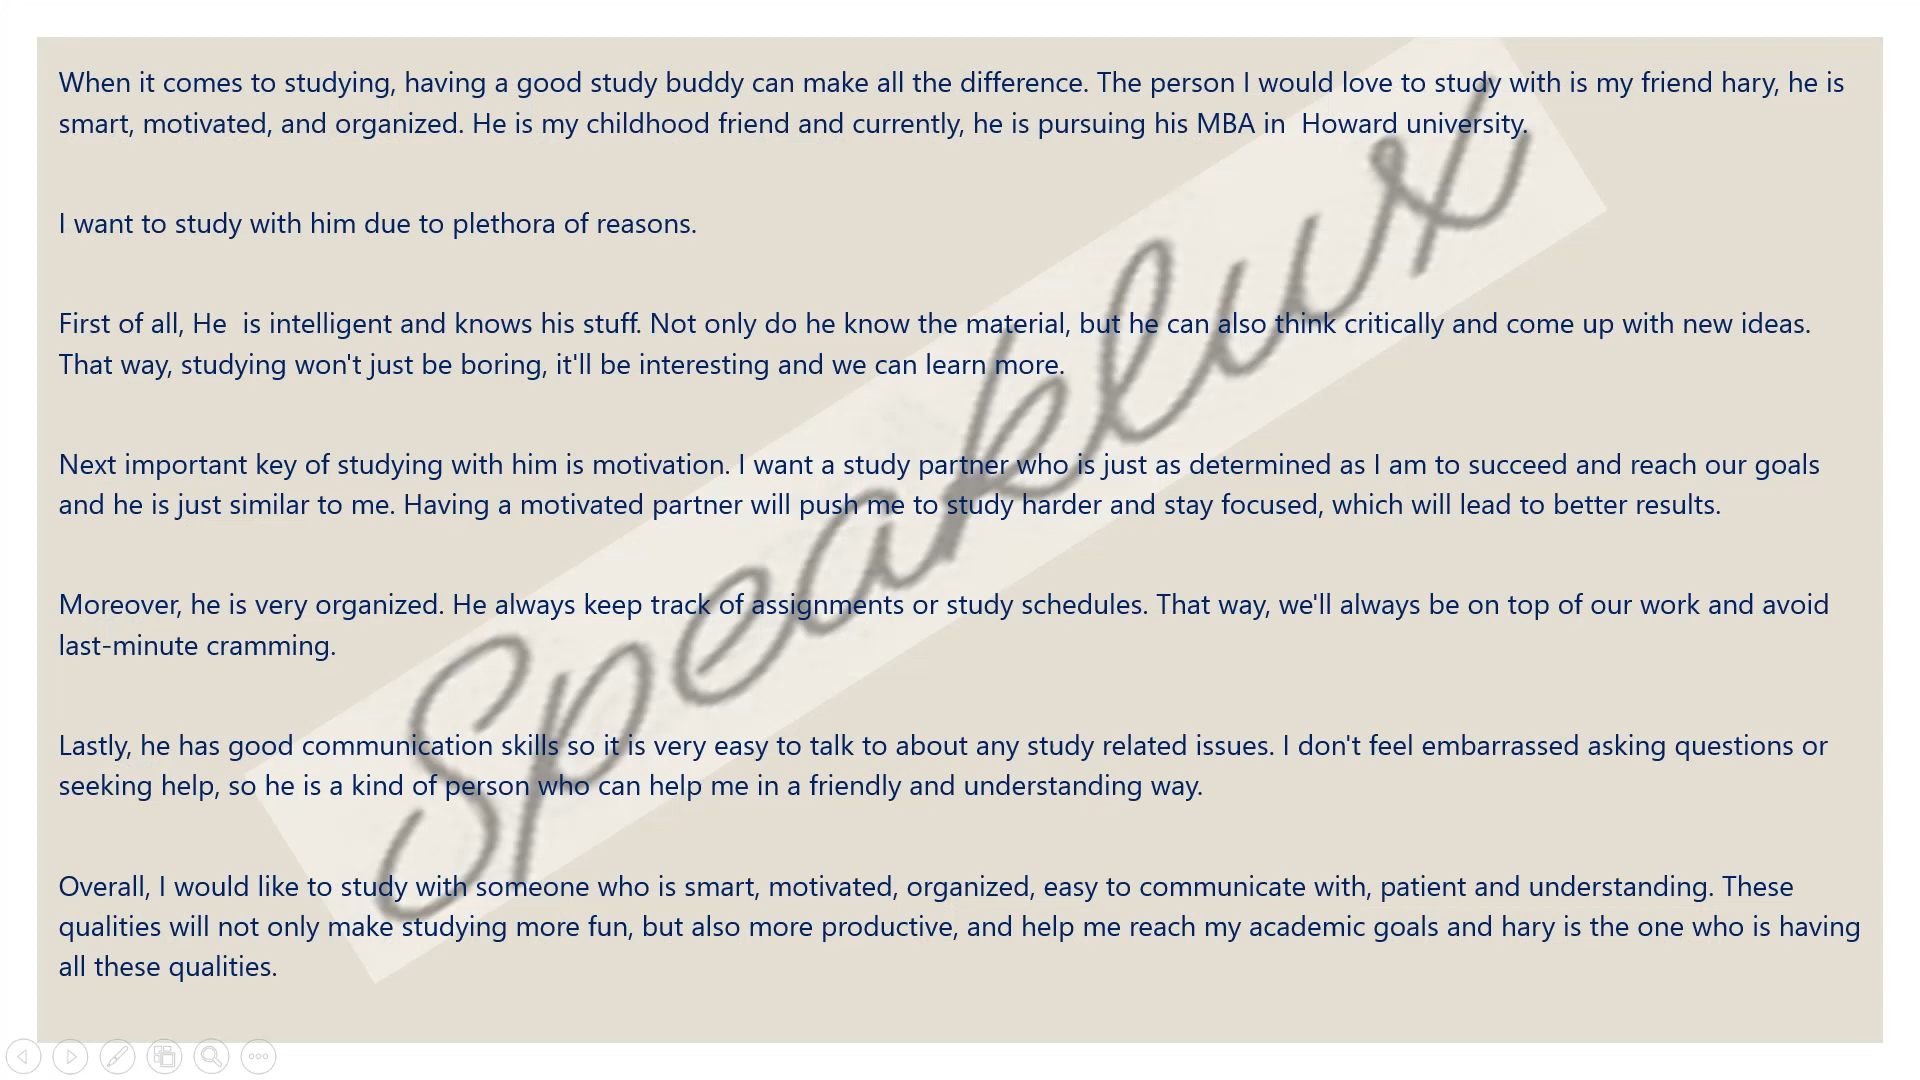 When it comes to studying, having a good study buddy can make all the difference. The person I would love to study with is my friend hary, he is
smart, motivated, and organized. He is my childhood friend and currently, he is pursuing his MBA in  Howard university.
I want to study with him due to plethora of reasons.
First of all, He  is intelligent and knows his stuff. Not only do he know the material, but he can also think critically and come up with new ideas.
That way, studying won't just be boring, it'll be interesting and we can learn more.
Next important key of studying with him is motivation. I want a study partner who is just as determined as I am to succeed and reach our goals
and he is just similar to me. Having a motivated partner will push me to study harder and stay focused, which will lead to better results.
Moreover, he is very organized. He always keep track of assignments or study schedules. That way, we'll always be on top of our work and avoid
last-minute cramming.
Lastly, he has good communication skills so it is very easy to talk to about any study related issues. I don't feel embarrassed asking questions or
seeking help, so he is a kind of person who can help me in a friendly and understanding way.
Overall, I would like to study with someone who is smart, motivated, organized, easy to communicate with, patient and understanding. These
qualities will not only make studying more fun, but also more productive, and help me reach my academic goals and hary is the one who is having
all these qualities.
Speaklux